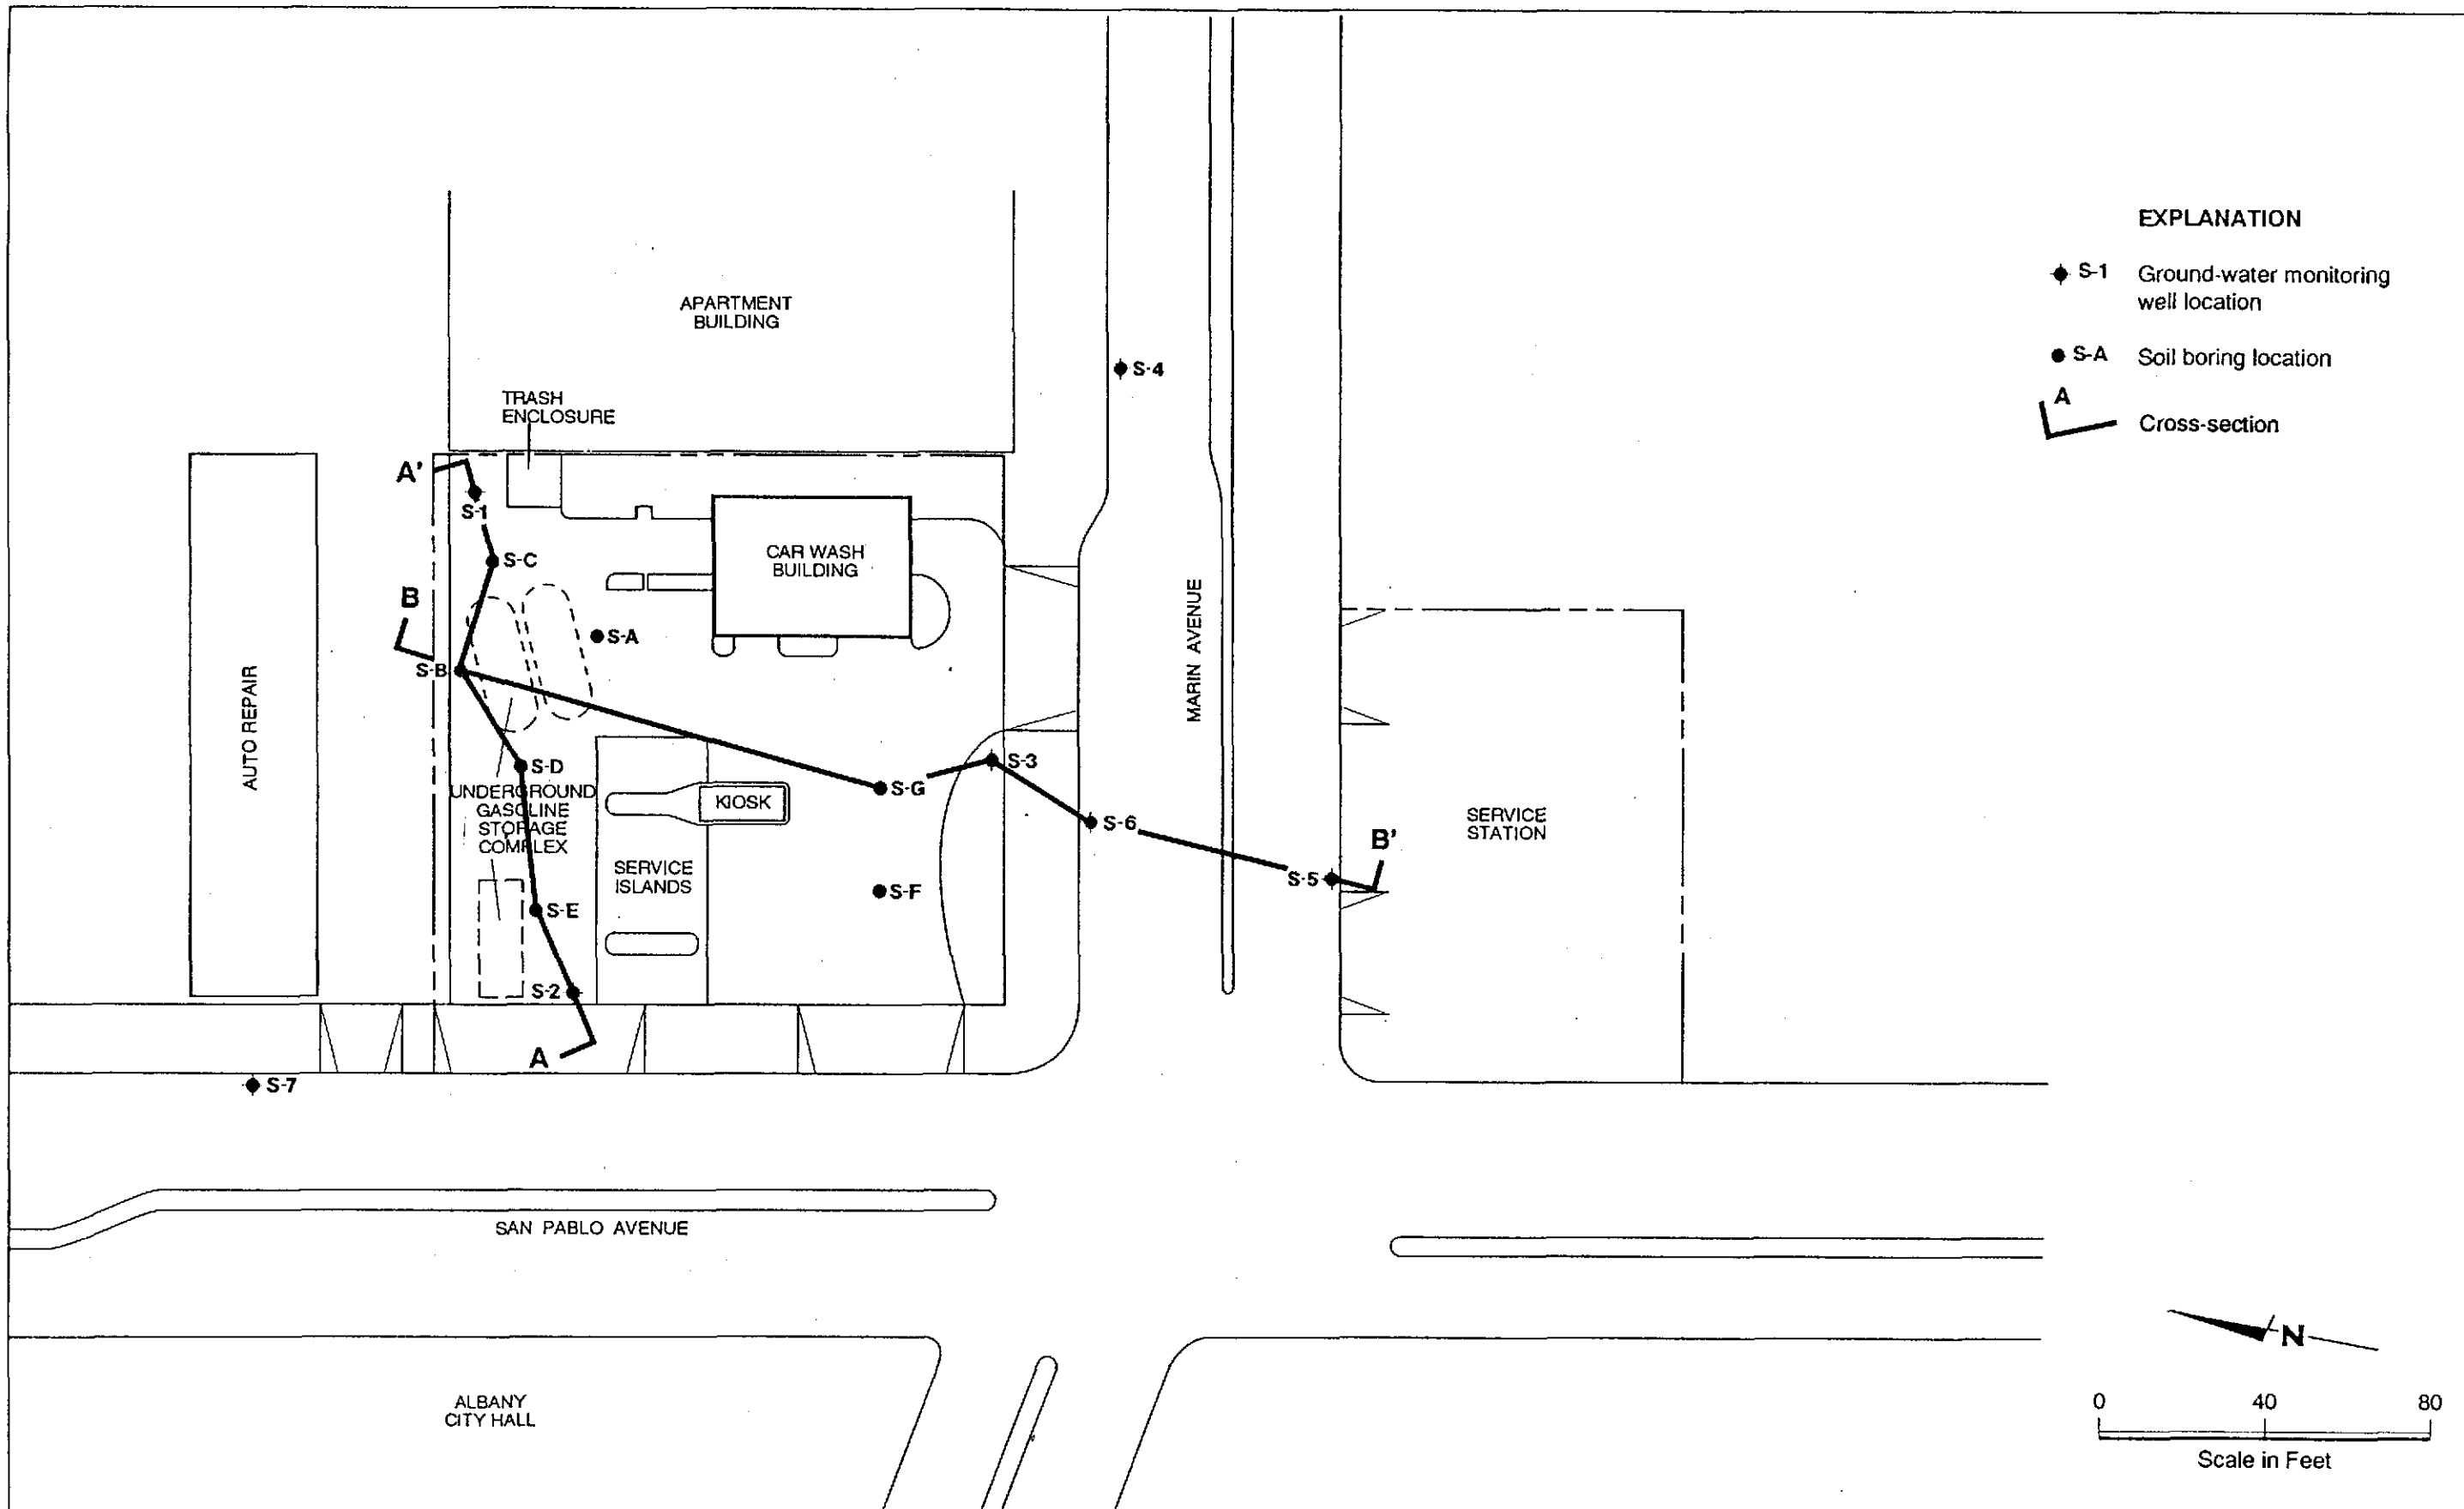 EXPLANATION
S-1 Ground-water monitoring
well location
S-A Soil boring location
A
Cross-section
APARTMENT
BUILDING
S-4
TRASH
ENCLOSURE
A'
S-1
S-C
CAR WASH
BUILDING
B
S-A
S-B
MARIN AVENUE
AUTO REPAIR
S-D
S-3
UNDERGROUND
GASOLINE
STORAGE
COMPLEX
S-G
KIOSK
S-6
SERVICE
STATION
B'
SERVICE
ISLANDS
S-5
S-F
S-E
S-2
A
S-7
SAN PABLO AVENUE
N
ALBANY
CITY HALL
0 40 80
Scale in Feet